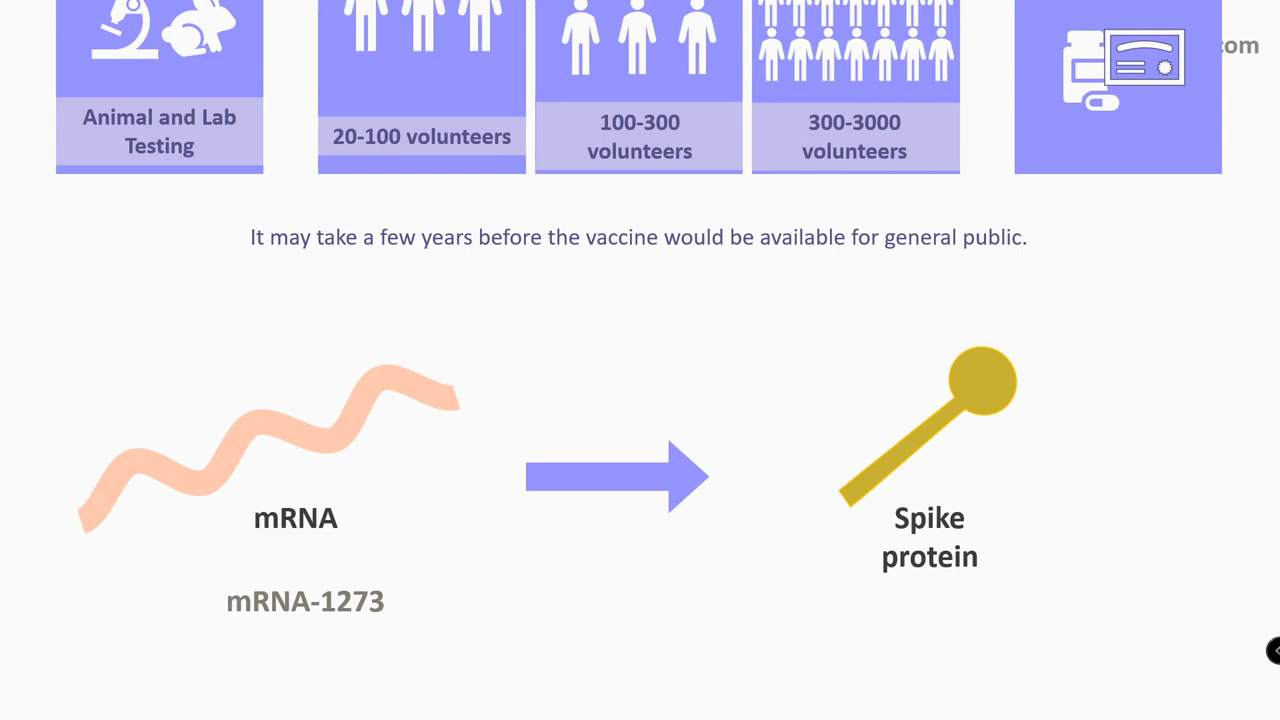 .com
Animal and Lab
Testing
20-100 volunteers
100-300
volunteers
300-3000
volunteers
It may take a few years before the vaccine would be available for general public.
mRNA
Spike
protein
mRNA-1273